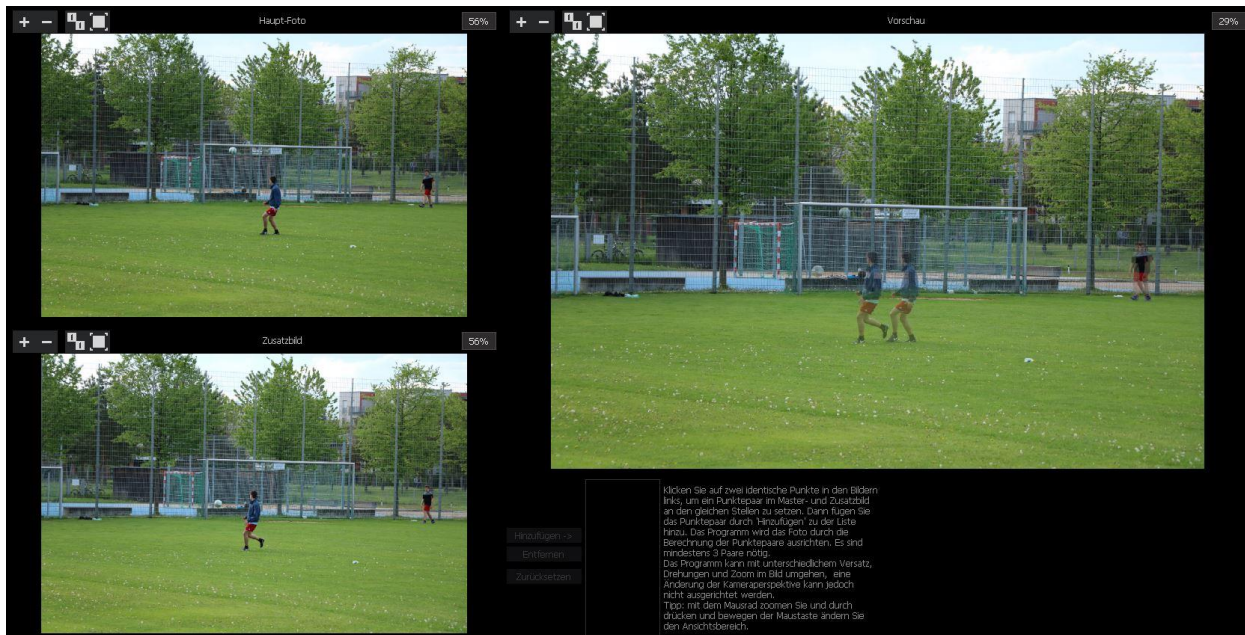 Haupt-Foto
56%
Vorschau
29%
Zusatzbild
56%
Hinzufügen ->
Entfernen
Zurücksetzen
Klicken Sie auf zwei identische Punkte in den Bildern
links, um ein Punktepaar im Master- und Zusatzbild
an den gleichen Stellen zu setzen. Dann fügen Sie
das Punktepaar durch 'Hinzufügen' zu der Liste
hinzu. Das Programm wird das Foto durch die
Berechnung der Punktepaare ausrichten. Es sind
mindestens 3 Paare nötig.
Das Programm kann mit unterschiedlichem Versatz,
Drehungen und Zoom im Bild umgehen, eine
Änderung der Kameraperspektive kann jedoch
nicht ausgerichtet werden.
Tipp: mit dem Mausrad zoomen Sie und durch
drücken und bewegen der Maustaste ändern Sie
den Ansichtsbereich.